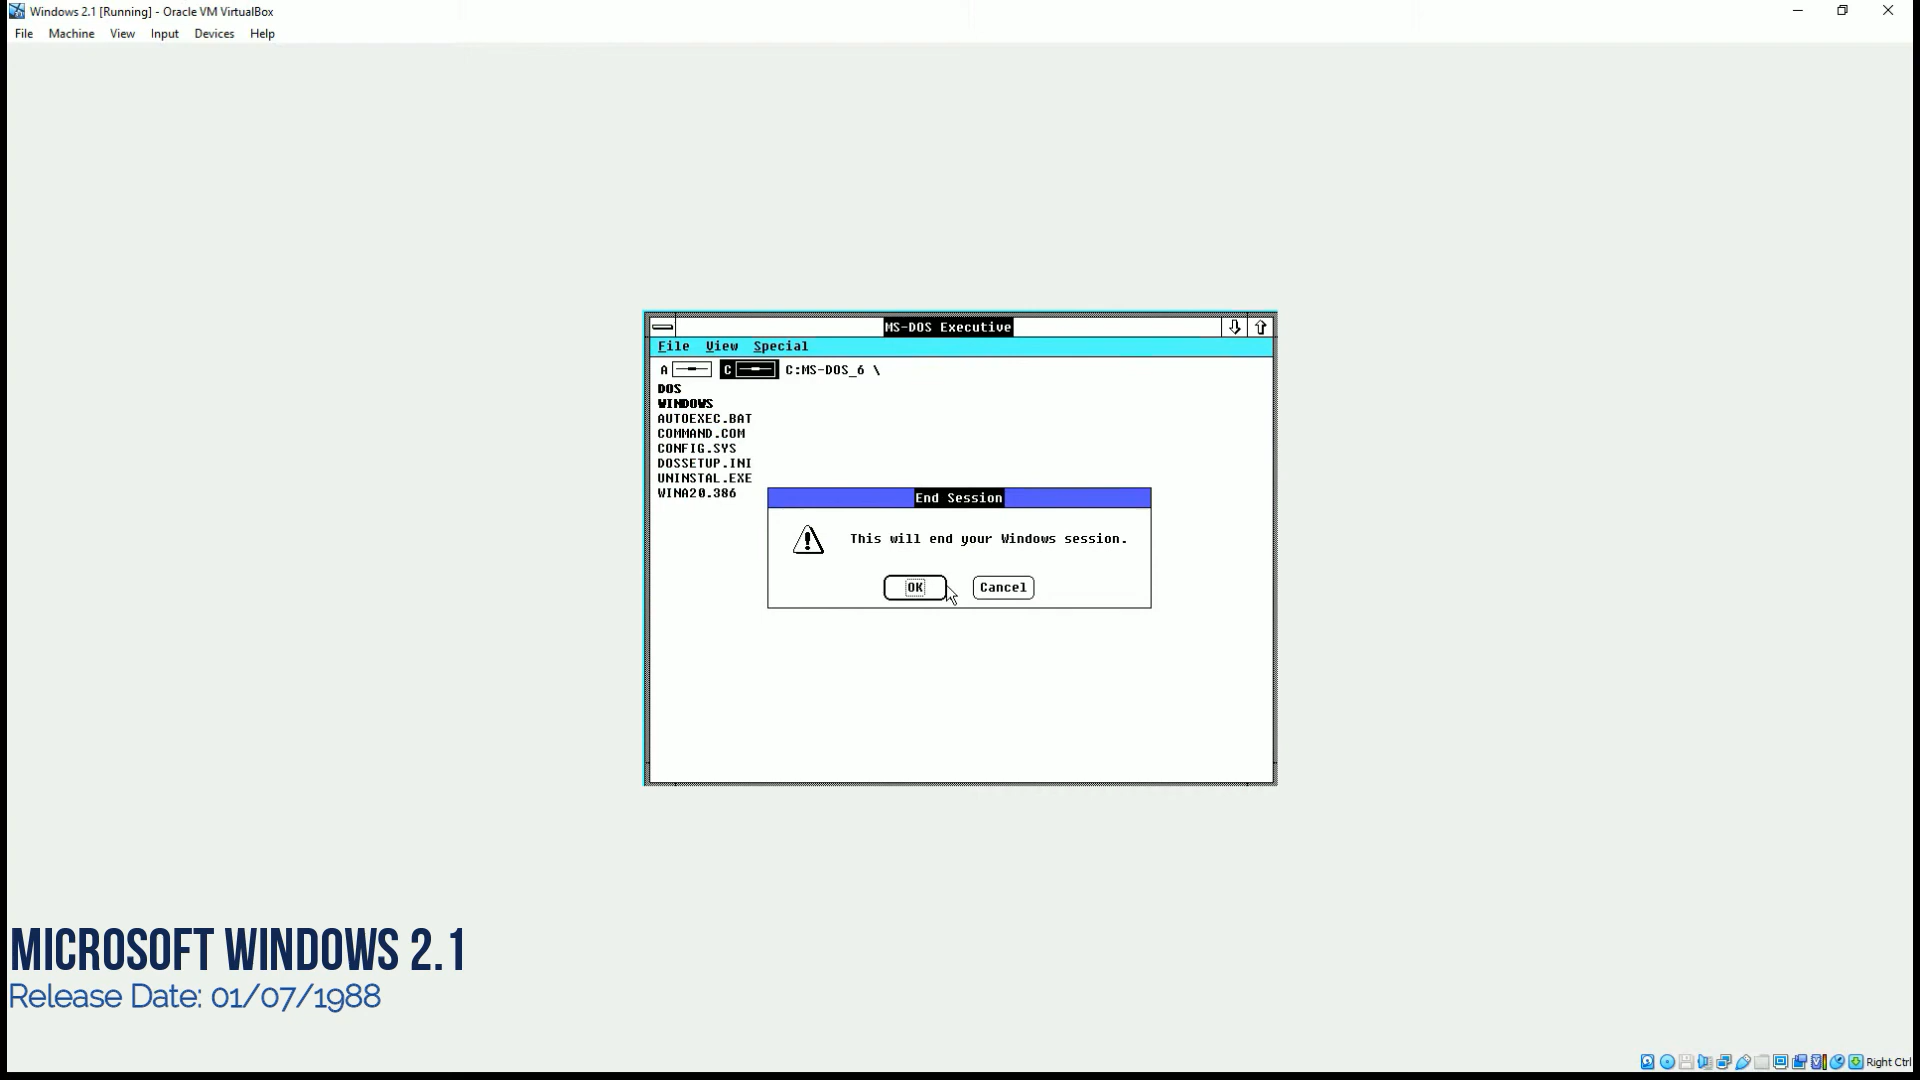 Windows 2.1 [Running] - Oracle VM VirtualBox
File Machine View Input Devices Help
MS-DOS Executive
File View Special
A C C:MS-DOS_6 \
DOS
WINDOWS
AUTOEXEC.BAT
COMMAND.COM
CONFIG.SYS
DOSSETUP.INI
UNINSTAL.EXE
WINA20.386
End Session
This will end your Windows session.
OK Cancel
MICROSOFT WINDOWS 2.1
Release Date: 01/07/1988
Right Ctrl